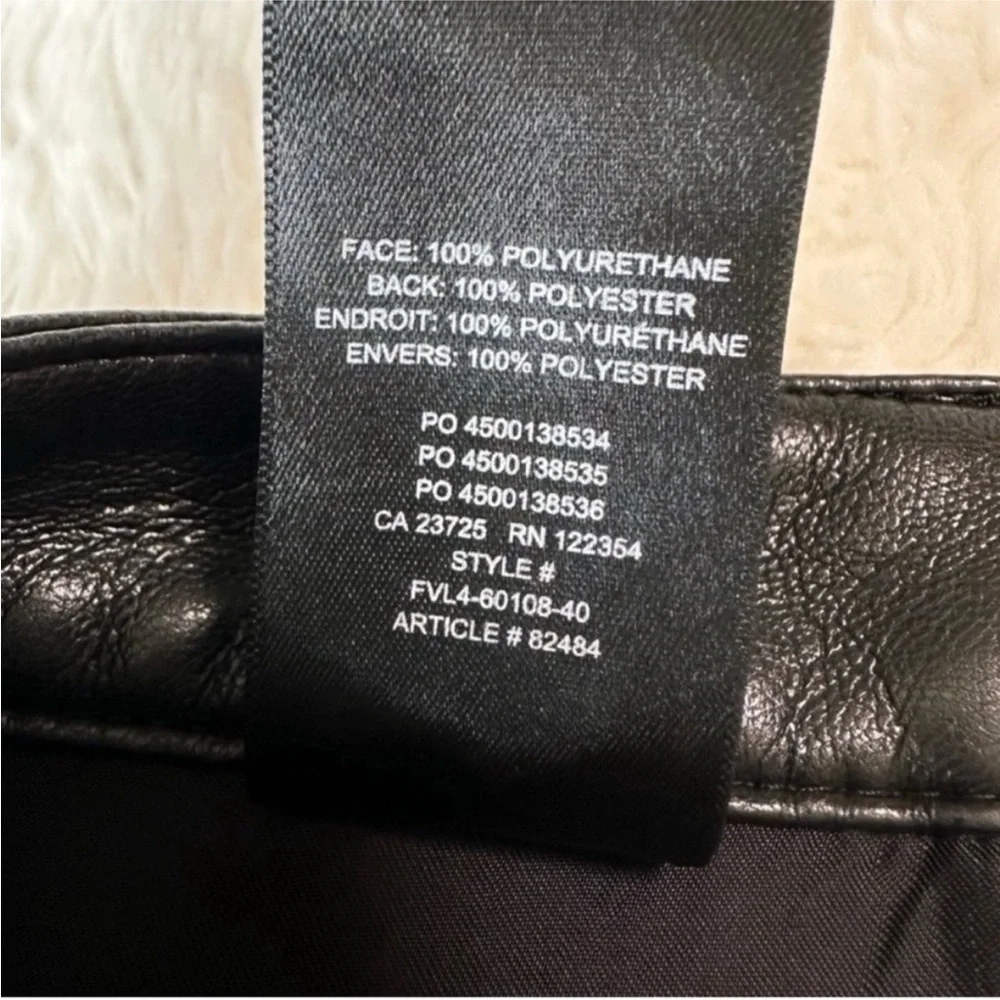 FACE: 100% POLYURETHANE
BACK: 100% POLYESTER
ENDROIT: 100% POLYURÉTHANE
ENVERS: 100% POLYESTER
PO 4500138534
PO 4500138535
PO 4500138536
CA 23725 RN 122354
STYLE #
FVL4-60108-40
ARTICLE # 82484